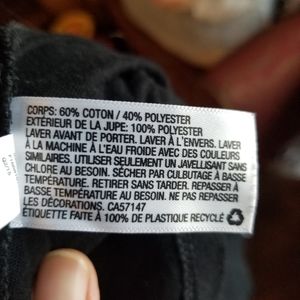 CORPS: 60% COTON / 40% POLYESTER
EXTÉRIEUR DE LA JUPE: 100% POLYESTER
LAVER AVANT DE PORTER. LAVER À L'ENVERS. LAVER
À LA MACHINE À L'EAU FROIDE AVEC DES COULEURS
SIMILAIRES. UTILISER SEULEMENT UN JAVELLISANT SANS
CHLORE AU BESOIN. SÉCHER PAR CULBUTAGE À BASSE
TEMPÉRATURE. RETIRER SANS TARDER. REPASSER À
BASSE TEMPÉRATURE AU BESOIN. NE PAS REPASSER
LES DÉCORATIONS. CA57147
ÉTIQUETTE FAITE À 100% DE PLASTIQUE RECYCLÉ